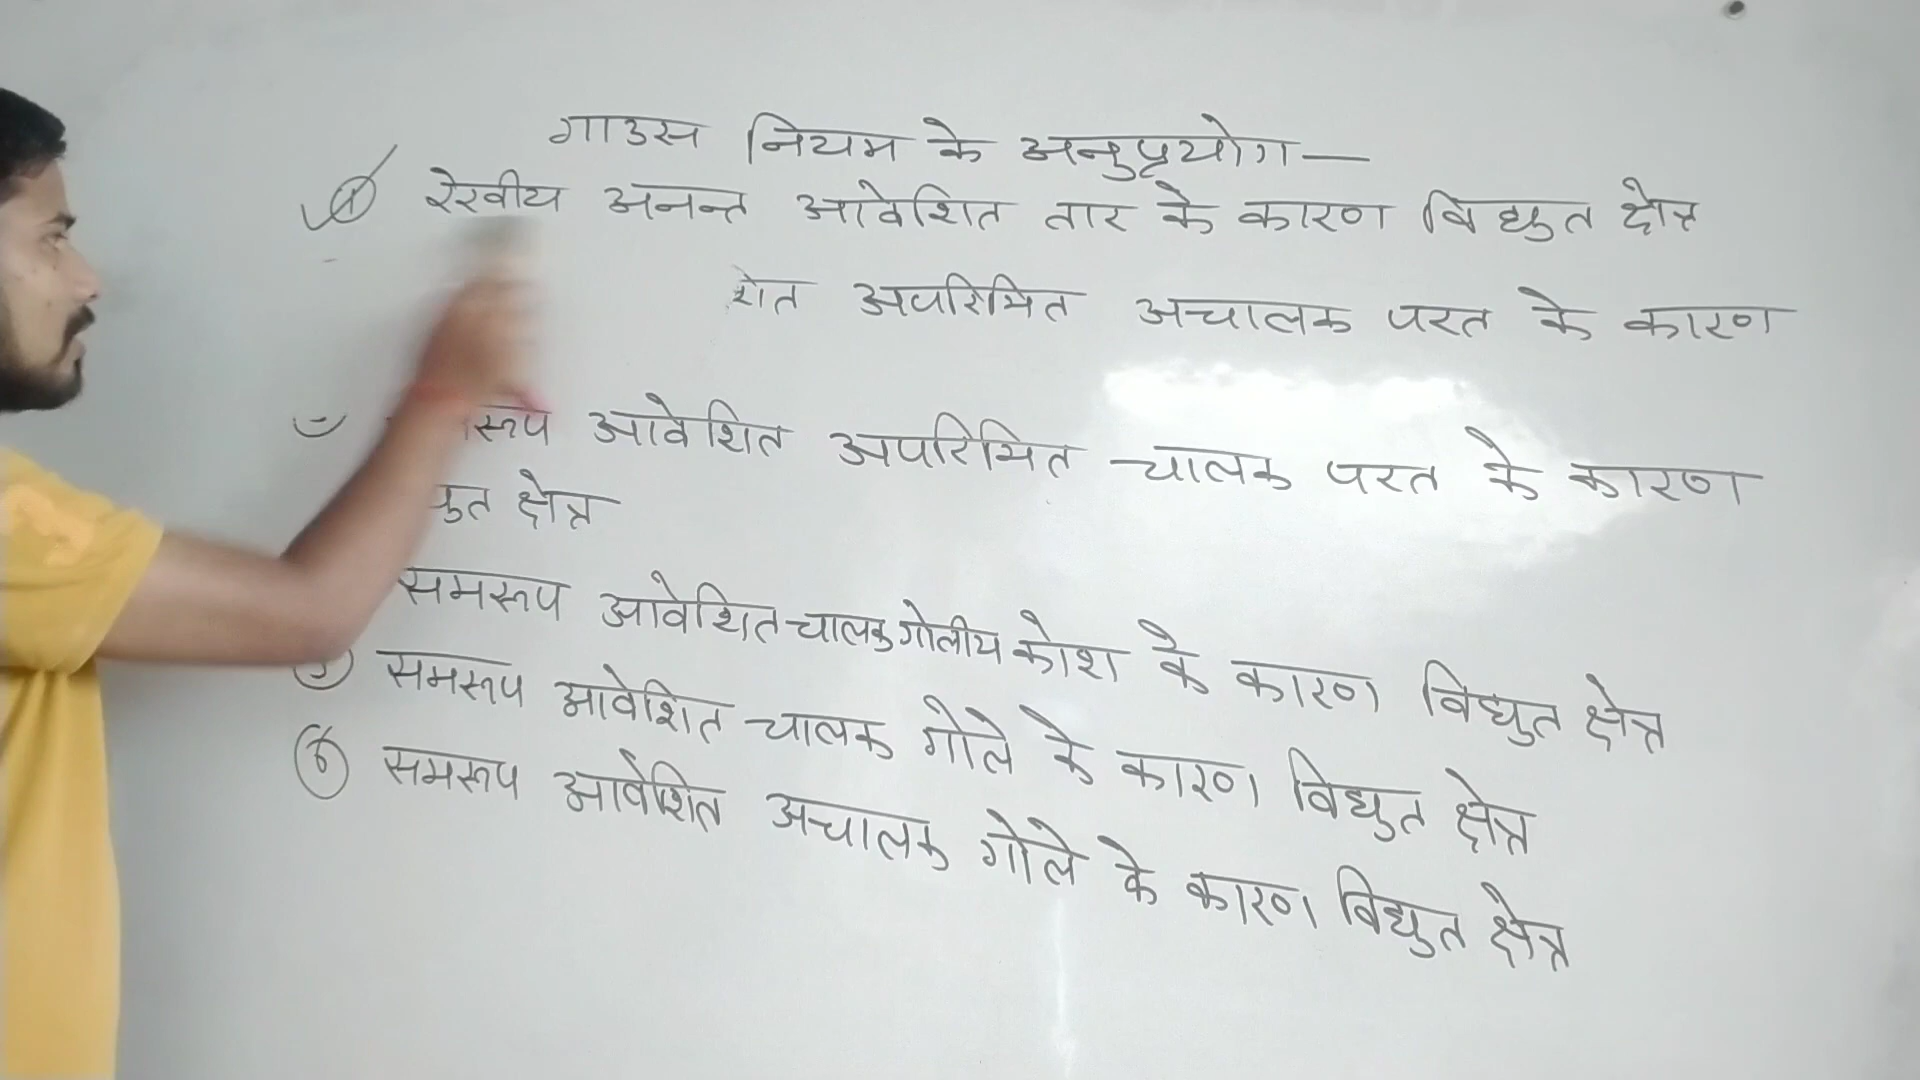 गाउस नियम के अनुप्रयोग—
① रेखीय अनन्त आवेशित तार के कारण विद्युत क्षेत्र
शित अपरिमित अचालक परत के कारण
रूप आवेशित अपरिमित चालक परत के कारण
द्युत क्षेत्र
समरूप आवेशित चालक गोलीय कोश के कारण विद्युत क्षेत्र
समरूप आवेशित चालक गोले के कारण विद्युत क्षेत्र
⑥ समरूप आवेशित अचालक गोले के कारण विद्युत क्षेत्र